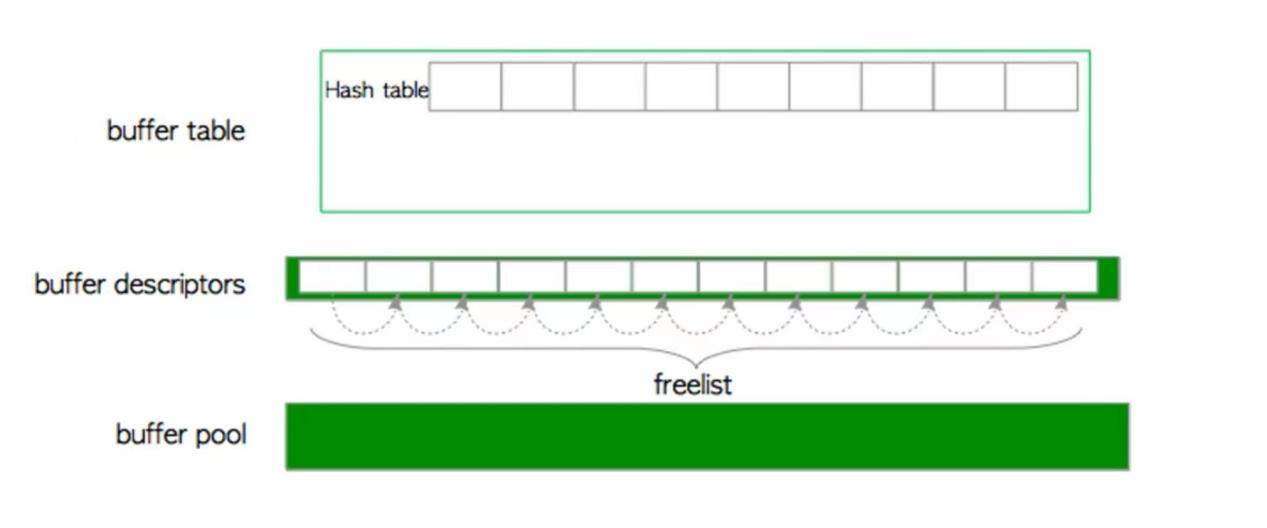 Hash table
buffer table
buffer descriptors
freelist
buffer pool